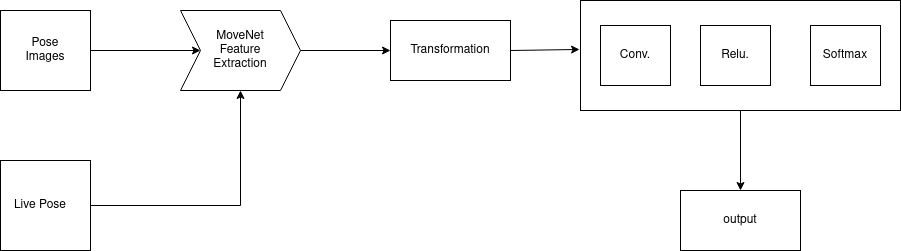 Pose
Images
MoveNet
Feature
Extraction
Transformation
Conv.
Relu.
Softmax
Live Pose
output